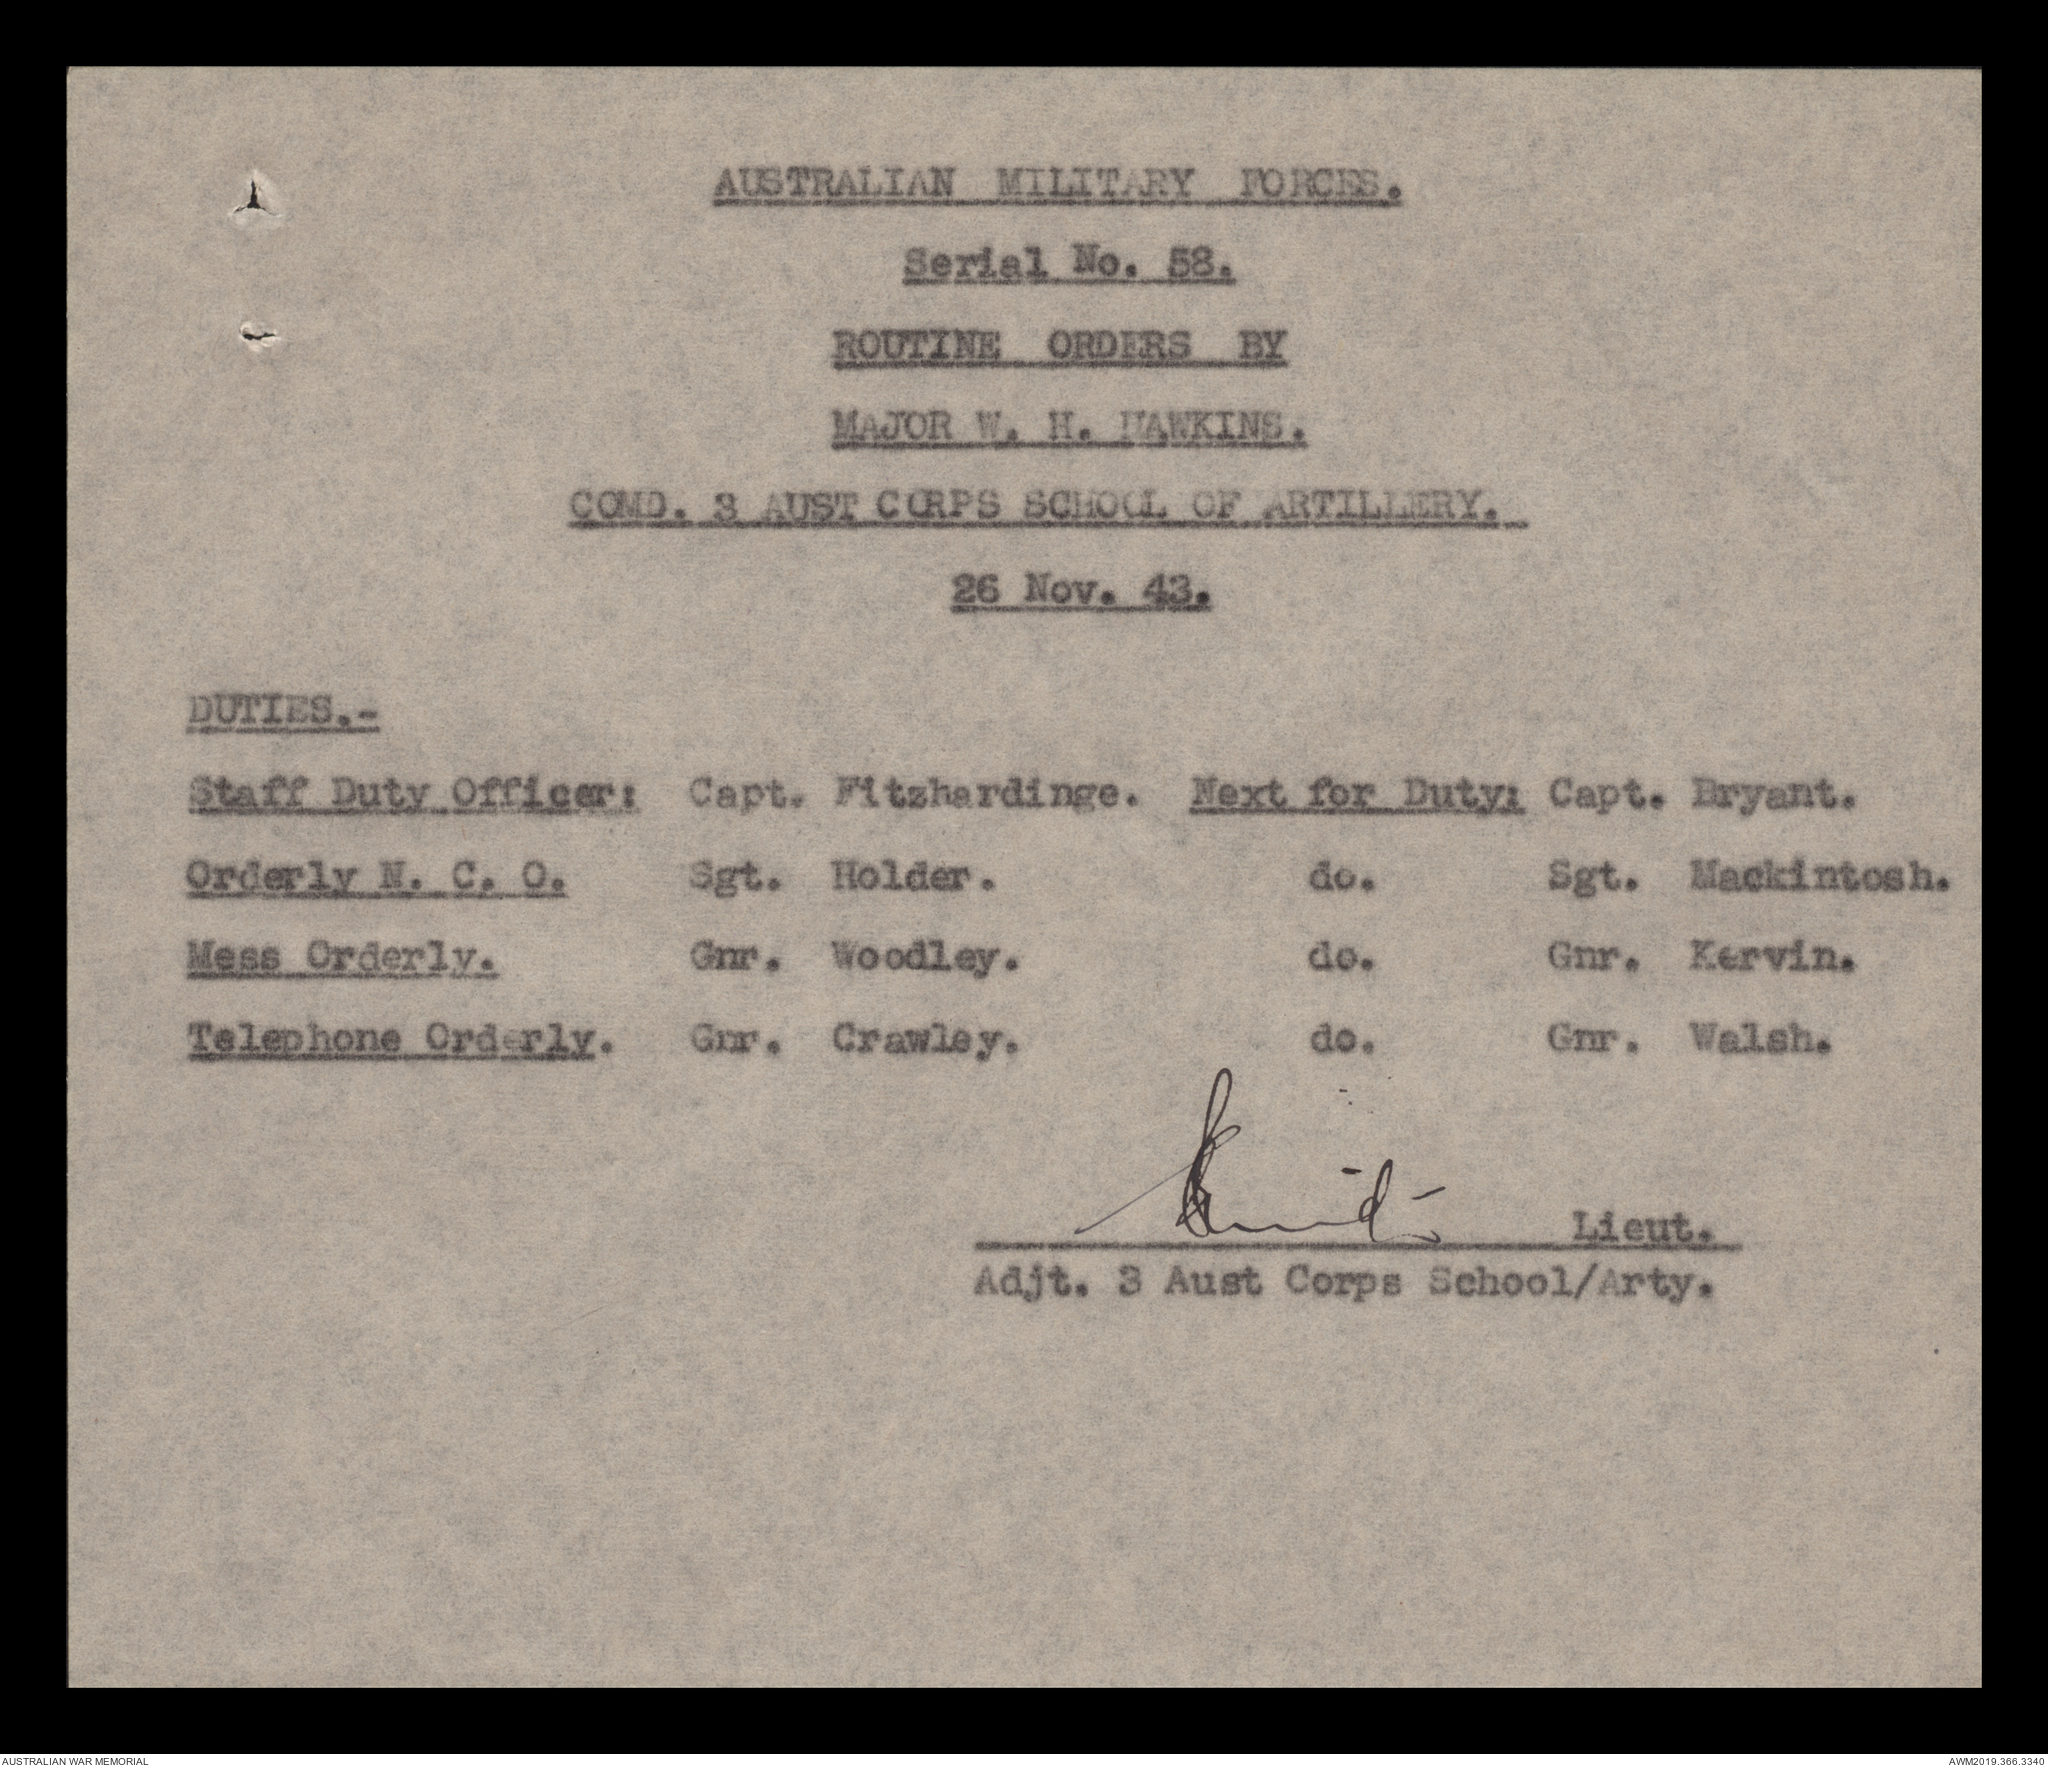 AUSTRALIAN MILITARY FORCES.
Serial No. 58.
ROUTINE ORDERS BY
MAJOR W. H. HAWKINS.
COMD. 3 AUST CORPS SCHOOL OF ARTILLERY.
26 Nov. 43.
DUTIES.-
Staff Duty Officer: Capt. Fitzhardinge. Next for Duty: Capt. Bryant.
Orderly N. C. O. Sgt. Holder. do. Sgt. Mackintosh.
Mess Orderly. Gnr. Woodley. do. Gnr. Kervin.
Telephone Orderly. Gnr. Crawley. do. Gnr. Walsh.
Lieut.
Adjt. 3 Aust Corps School/Arty.
AUSTRALIAN WAR MEMORIAL
AWM2019.366.3340